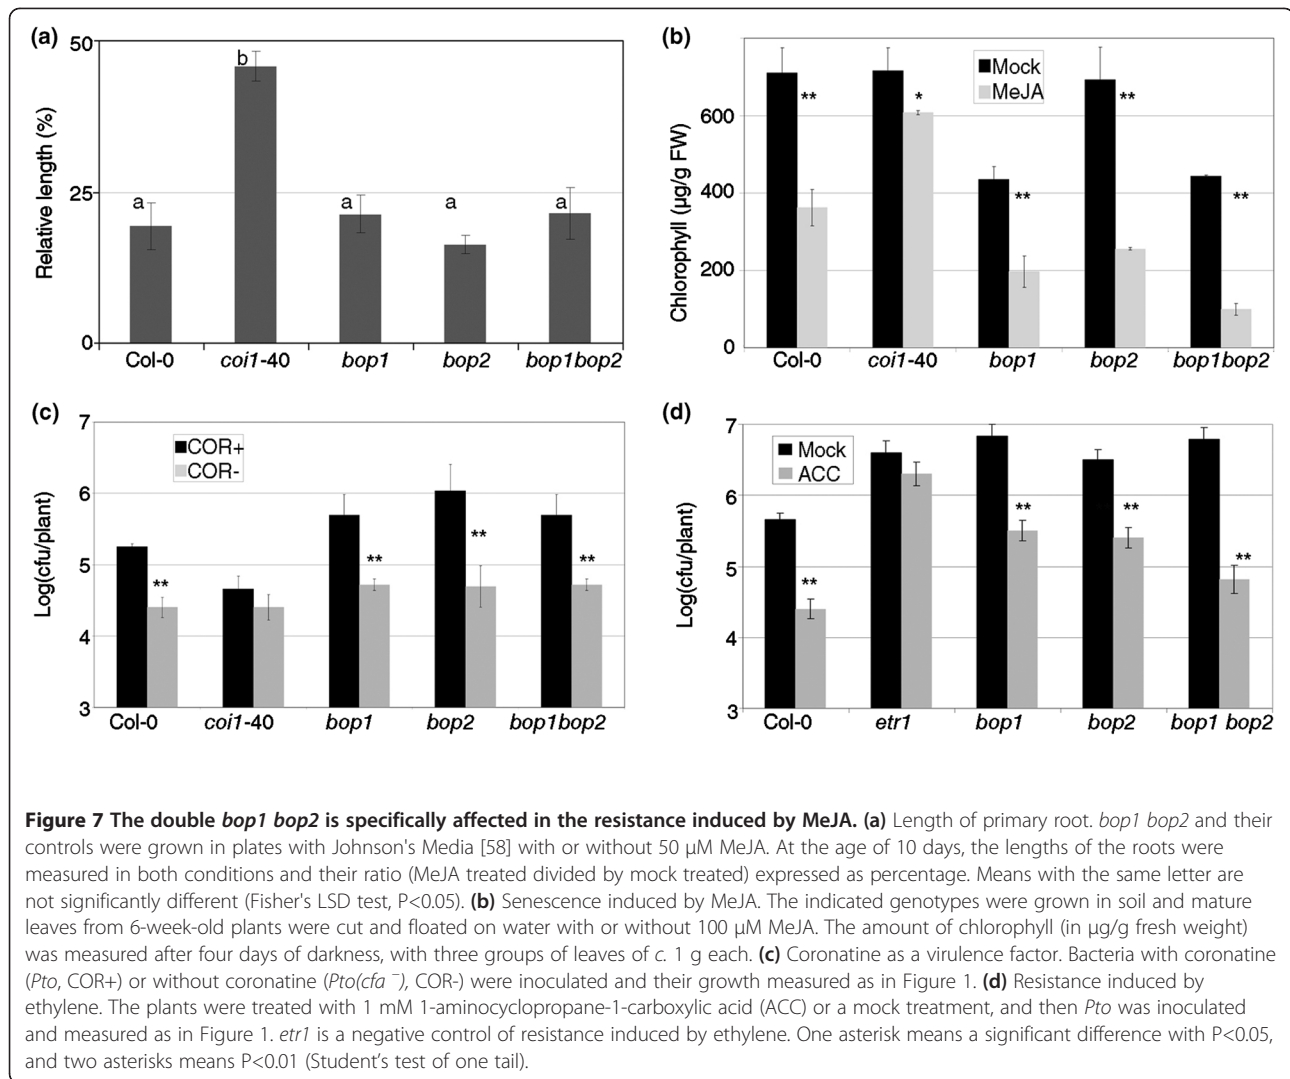 (a)
50
25
0
Relative length (%)
a
b
a
a
a
Col-0 coi1-40 bop1 bop2 bop1bop2
(b)
600
400
200
0
Chlorophyll (µg/g FW)
Mock
MeJA
** * ** ** **
Col-0 coi1-40 bop1 bop2 bop1bop2
(c)
7
6
5
4
3
Log(cfu/plant)
COR+
COR-
** ** ** **
Col-0 coi1-40 bop1 bop2 bop1bop2
(d)
7
6
5
4
3
Log(cfu/plant)
Mock
ACC
** ** ** **
Col-0 etr1 bop1 bop2 bop1 bop2
Figure 7 The double bop1 bop2 is specifically affected in the resistance induced by MeJA. (a) Length of primary root. bop1 bop2 and their
controls were grown in plates with Johnson's Media [58] with or without 50 µM MeJA. At the age of 10 days, the lengths of the roots were
measured in both conditions and their ratio (MeJA treated divided by mock treated) expressed as percentage. Means with the same letter are
not significantly different (Fisher's LSD test, P<0.05). (b) Senescence induced by MeJA. The indicated genotypes were grown in soil and mature
leaves from 6-week-old plants were cut and floated on water with or without 100 µM MeJA. The amount of chlorophyll (in µg/g fresh weight)
was measured after four days of darkness, with three groups of leaves of c. 1 g each. (c) Coronatine as a virulence factor. Bacteria with coronatine
(Pto, COR+) or without coronatine (Pto(cfa ⁻), COR-) were inoculated and their growth measured as in Figure 1. (d) Resistance induced by
ethylene. The plants were treated with 1 mM 1-aminocyclopropane-1-carboxylic acid (ACC) or a mock treatment, and then Pto was inoculated
and measured as in Figure 1. etr1 is a negative control of resistance induced by ethylene. One asterisk means a significant difference with P<0.05,
and two asterisks means P<0.01 (Student's test of one tail).